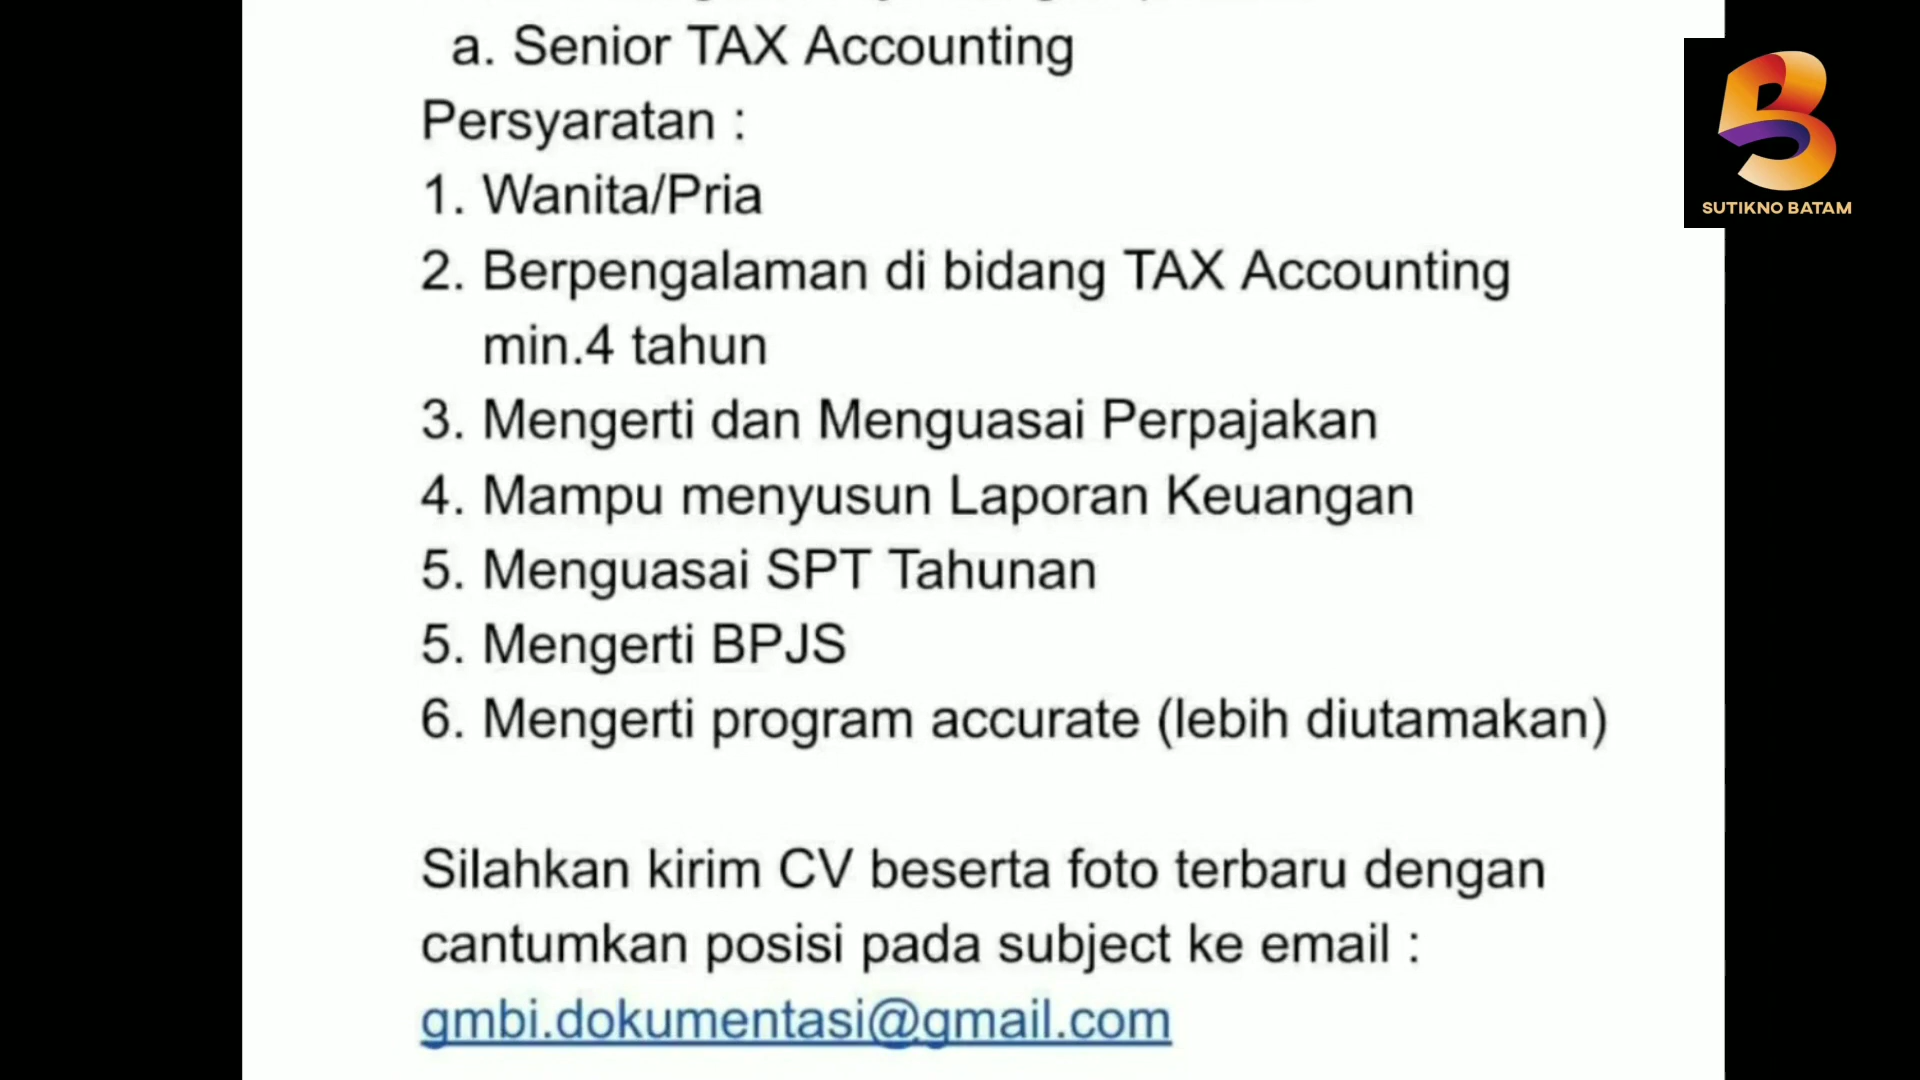 a. Senior TAX Accounting
Persyaratan :
1. Wanita/Pria
2. Berpengalaman di bidang TAX Accounting
min.4 tahun
3. Mengerti dan Menguasai Perpajakan
4. Mampu menyusun Laporan Keuangan
5. Menguasai SPT Tahunan
5. Mengerti BPJS
6. Mengerti program accurate (lebih diutamakan)
Silahkan kirim CV beserta foto terbaru dengan
cantumkan posisi pada subject ke email :
gmbi.dokumentasi@gmail.com
SUTIKNO BATAM